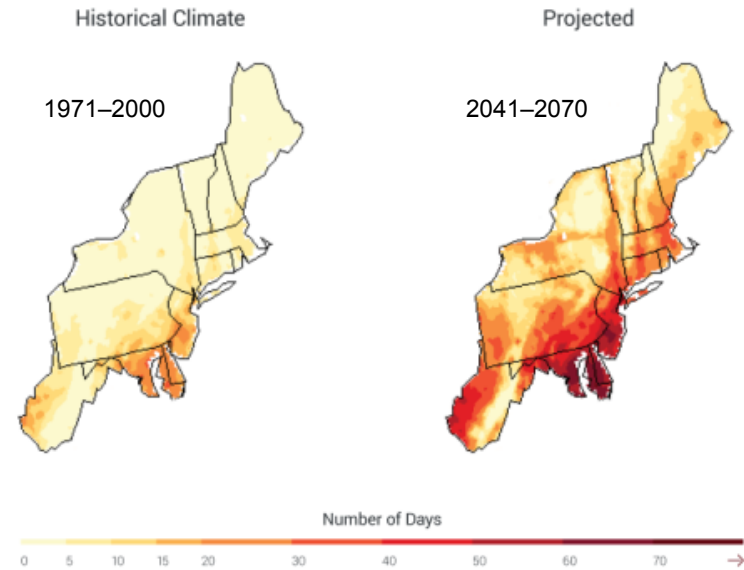 Historical Climate
Projected
1971–2000
2041–2070
Number of Days
0 5 10 15 20 30 40 50 60 70 →